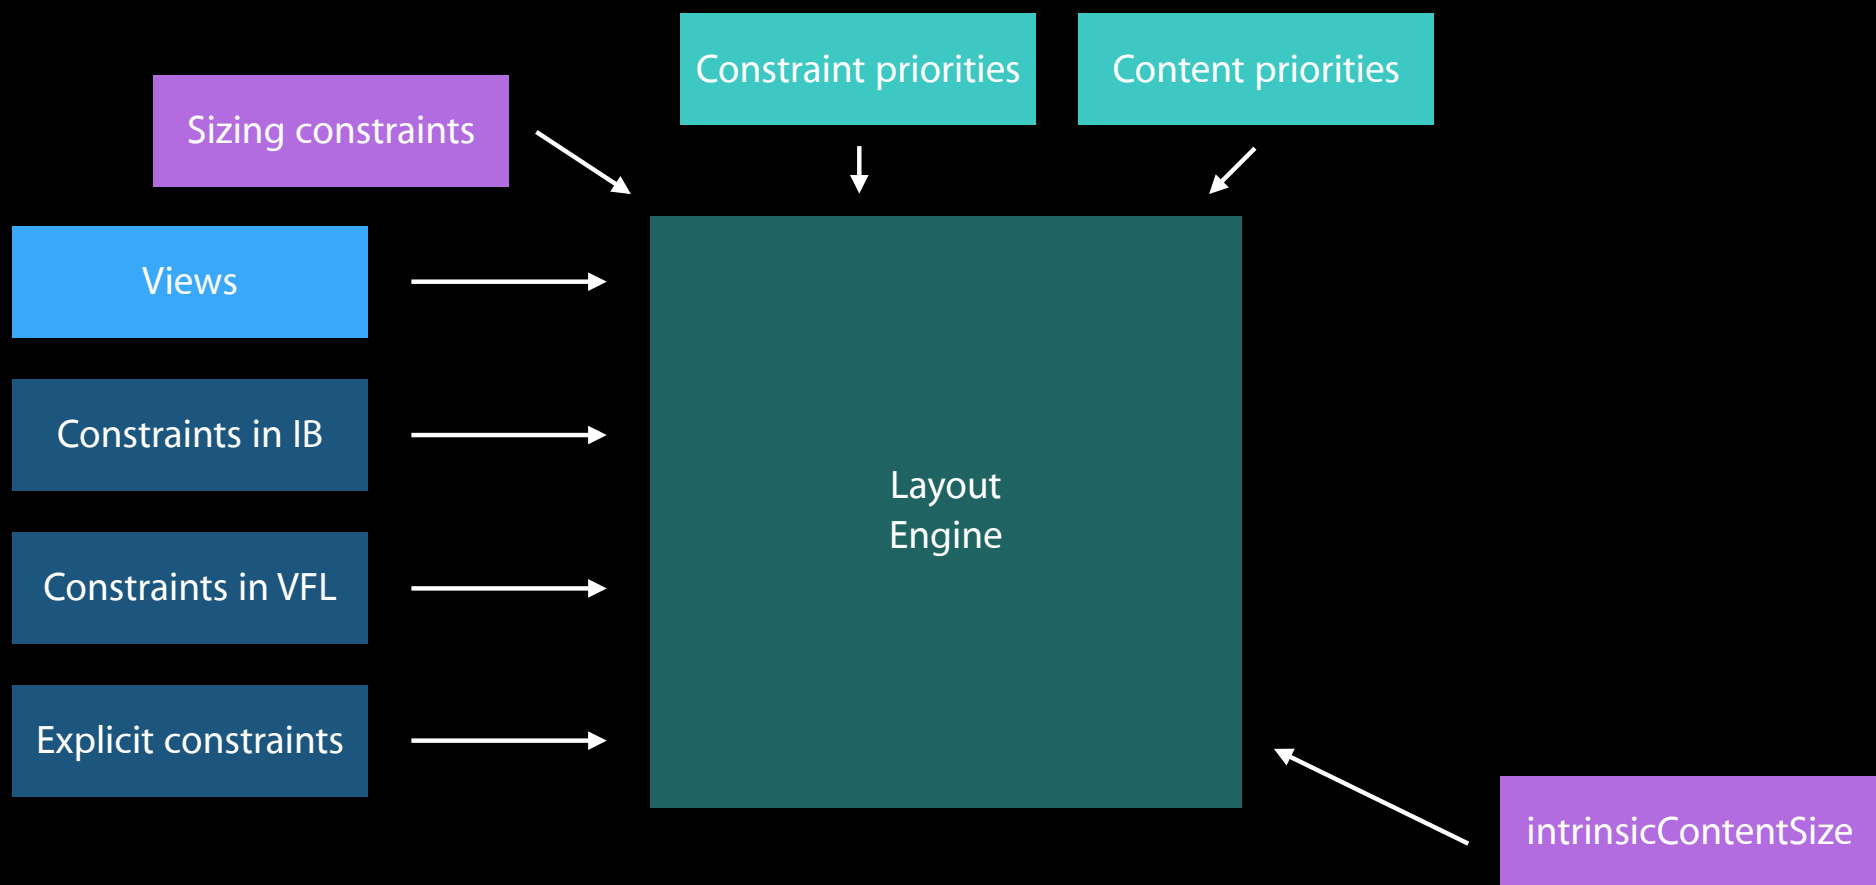 Constraint priorities
Content priorities
Sizing constraints
Views
Constraints in IB
Constraints in VFL
Explicit constraints
Layout
Engine
intrinsicContentSize